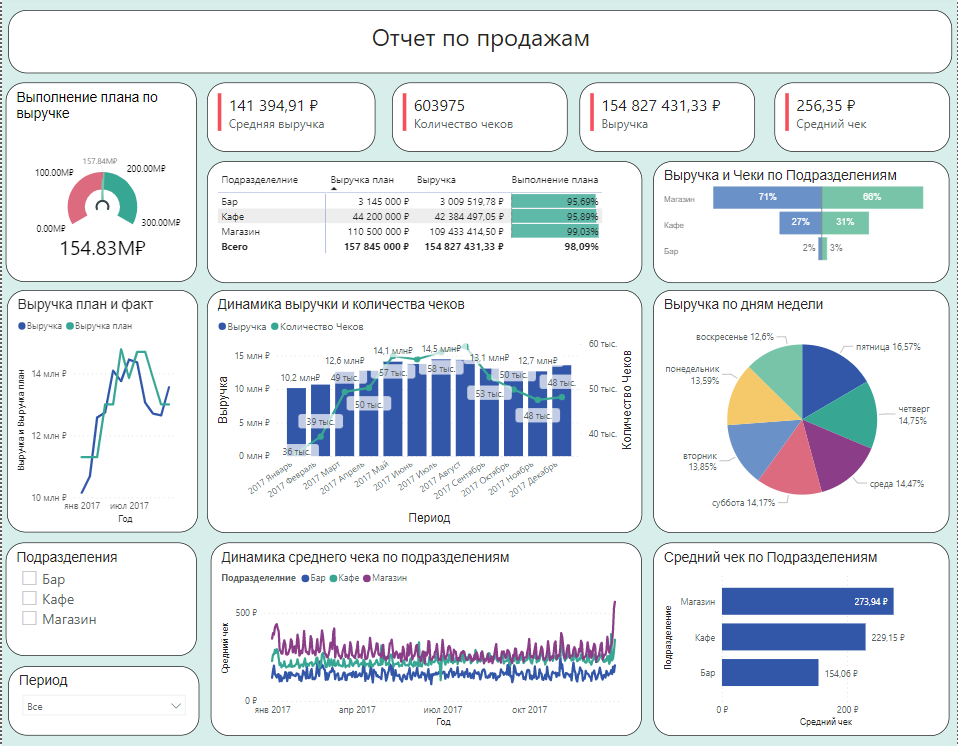 Отчет по продажам
Выполнение плана по
выручке
157.84М₽
100.00М₽
200.00М₽
0.00М₽
300.00М₽
154.83М₽
141 394,91 ₽
Средняя выручка
603975
Количество чеков
154 827 431,33 ₽
Выручка
256,35 ₽
Средний чек
Подразделелние Выручка план Выручка Выполнение плана
Бар 3 145 000 ₽ 3 009 519,78 ₽ 95,69%
Кафе 44 200 000 ₽ 42 384 497,05 ₽ 95,89%
Магазин 110 500 000 ₽ 109 433 414,50 ₽ 99,03%
Всего 157 845 000 ₽ 154 827 431,33 ₽ 98,09%
Выручка и Чеки по Подразделениям
Магазин 71% 66%
Кафе 27% 31%
Бар 2% 3%
Выручка план и факт
Выручка Выручка план
Выручка и Выручка план
14 млн ₽
12 млн ₽
10 млн ₽
янв 2017 июл 2017
Год
Динамика выручки и количества чеков
Выручка Количество Чеков
Выручка
15 млн ₽
10 млн ₽
5 млн ₽
0 млн ₽
10,2 млн₽
12,6 млн₽
14,1 млн₽
14,5 млн₽
13,1 млн₽
12,7 млн₽
36 тыс.
39 тыс.
49 тыс.
50 тыс.
57 тыс.
58 тыс.
53 тыс.
50 тыс.
48 тыс.
48 тыс.
60 тыс.
50 тыс.
40 тыс.
Количество Чеков
2017 Январь
2017 Февраль
2017 Март
2017 Апрель
2017 Май
2017 Июнь
2017 Июль
2017 Август
2017 Сентябрь
2017 Октябрь
2017 Ноябрь
2017 Декабрь
Период
Выручка по дням недели
воскресенье 12,6%
пятница 16,57%
понедельник
13,59%
четверг
14,75%
вторник
13,85%
среда 14,47%
суббота 14,17%
Подразделения
Бар
Кафе
Магазин
Период
Все
Динамика среднего чека по подразделениям
Подразделелние Бар Кафе Магазин
Средний чек
500 ₽
0 ₽
янв 2017 апр 2017 июл 2017 окт 2017
Год
Средний чек по Подразделениям
Подразделение
Магазин 273,94 ₽
Кафе 229,15 ₽
Бар 154,06 ₽
0 ₽ 200 ₽
Средний чек